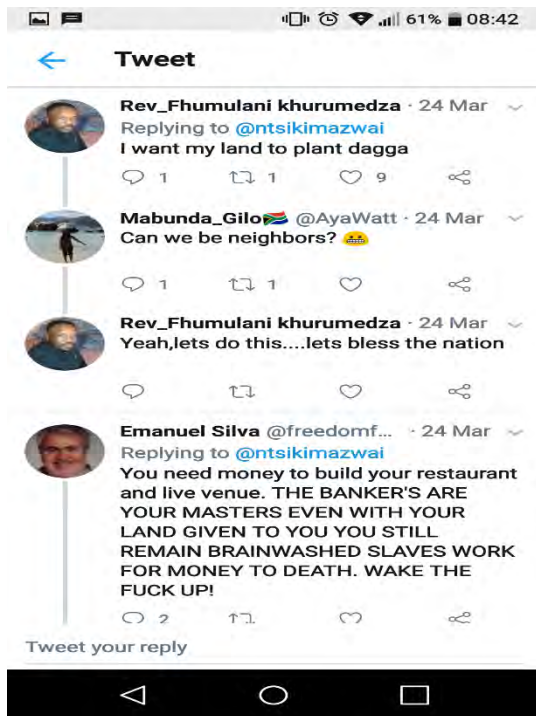 61% 08:42
Tweet
Rev_Fhumulani khurumedza · 24 Mar
Replying to @ntsikimazwai
I want my land to plant dagga
1 1 9
Mabunda_Gilo🇿🇦 @AyaWatt · 24 Mar
Can we be neighbors? 😬
1 1
Rev_Fhumulani khurumedza · 24 Mar
Yeah,lets do this....lets bless the nation
Emanuel Silva @freedomf... · 24 Mar
Replying to @ntsikimazwai
You need money to build your restaurant
and live venue. THE BANKER'S ARE
YOUR MASTERS EVEN WITH YOUR
LAND GIVEN TO YOU YOU STILL
REMAIN BRAINWASHED SLAVES WORK
FOR MONEY TO DEATH. WAKE THE
FUCK UP!
2
Tweet your reply